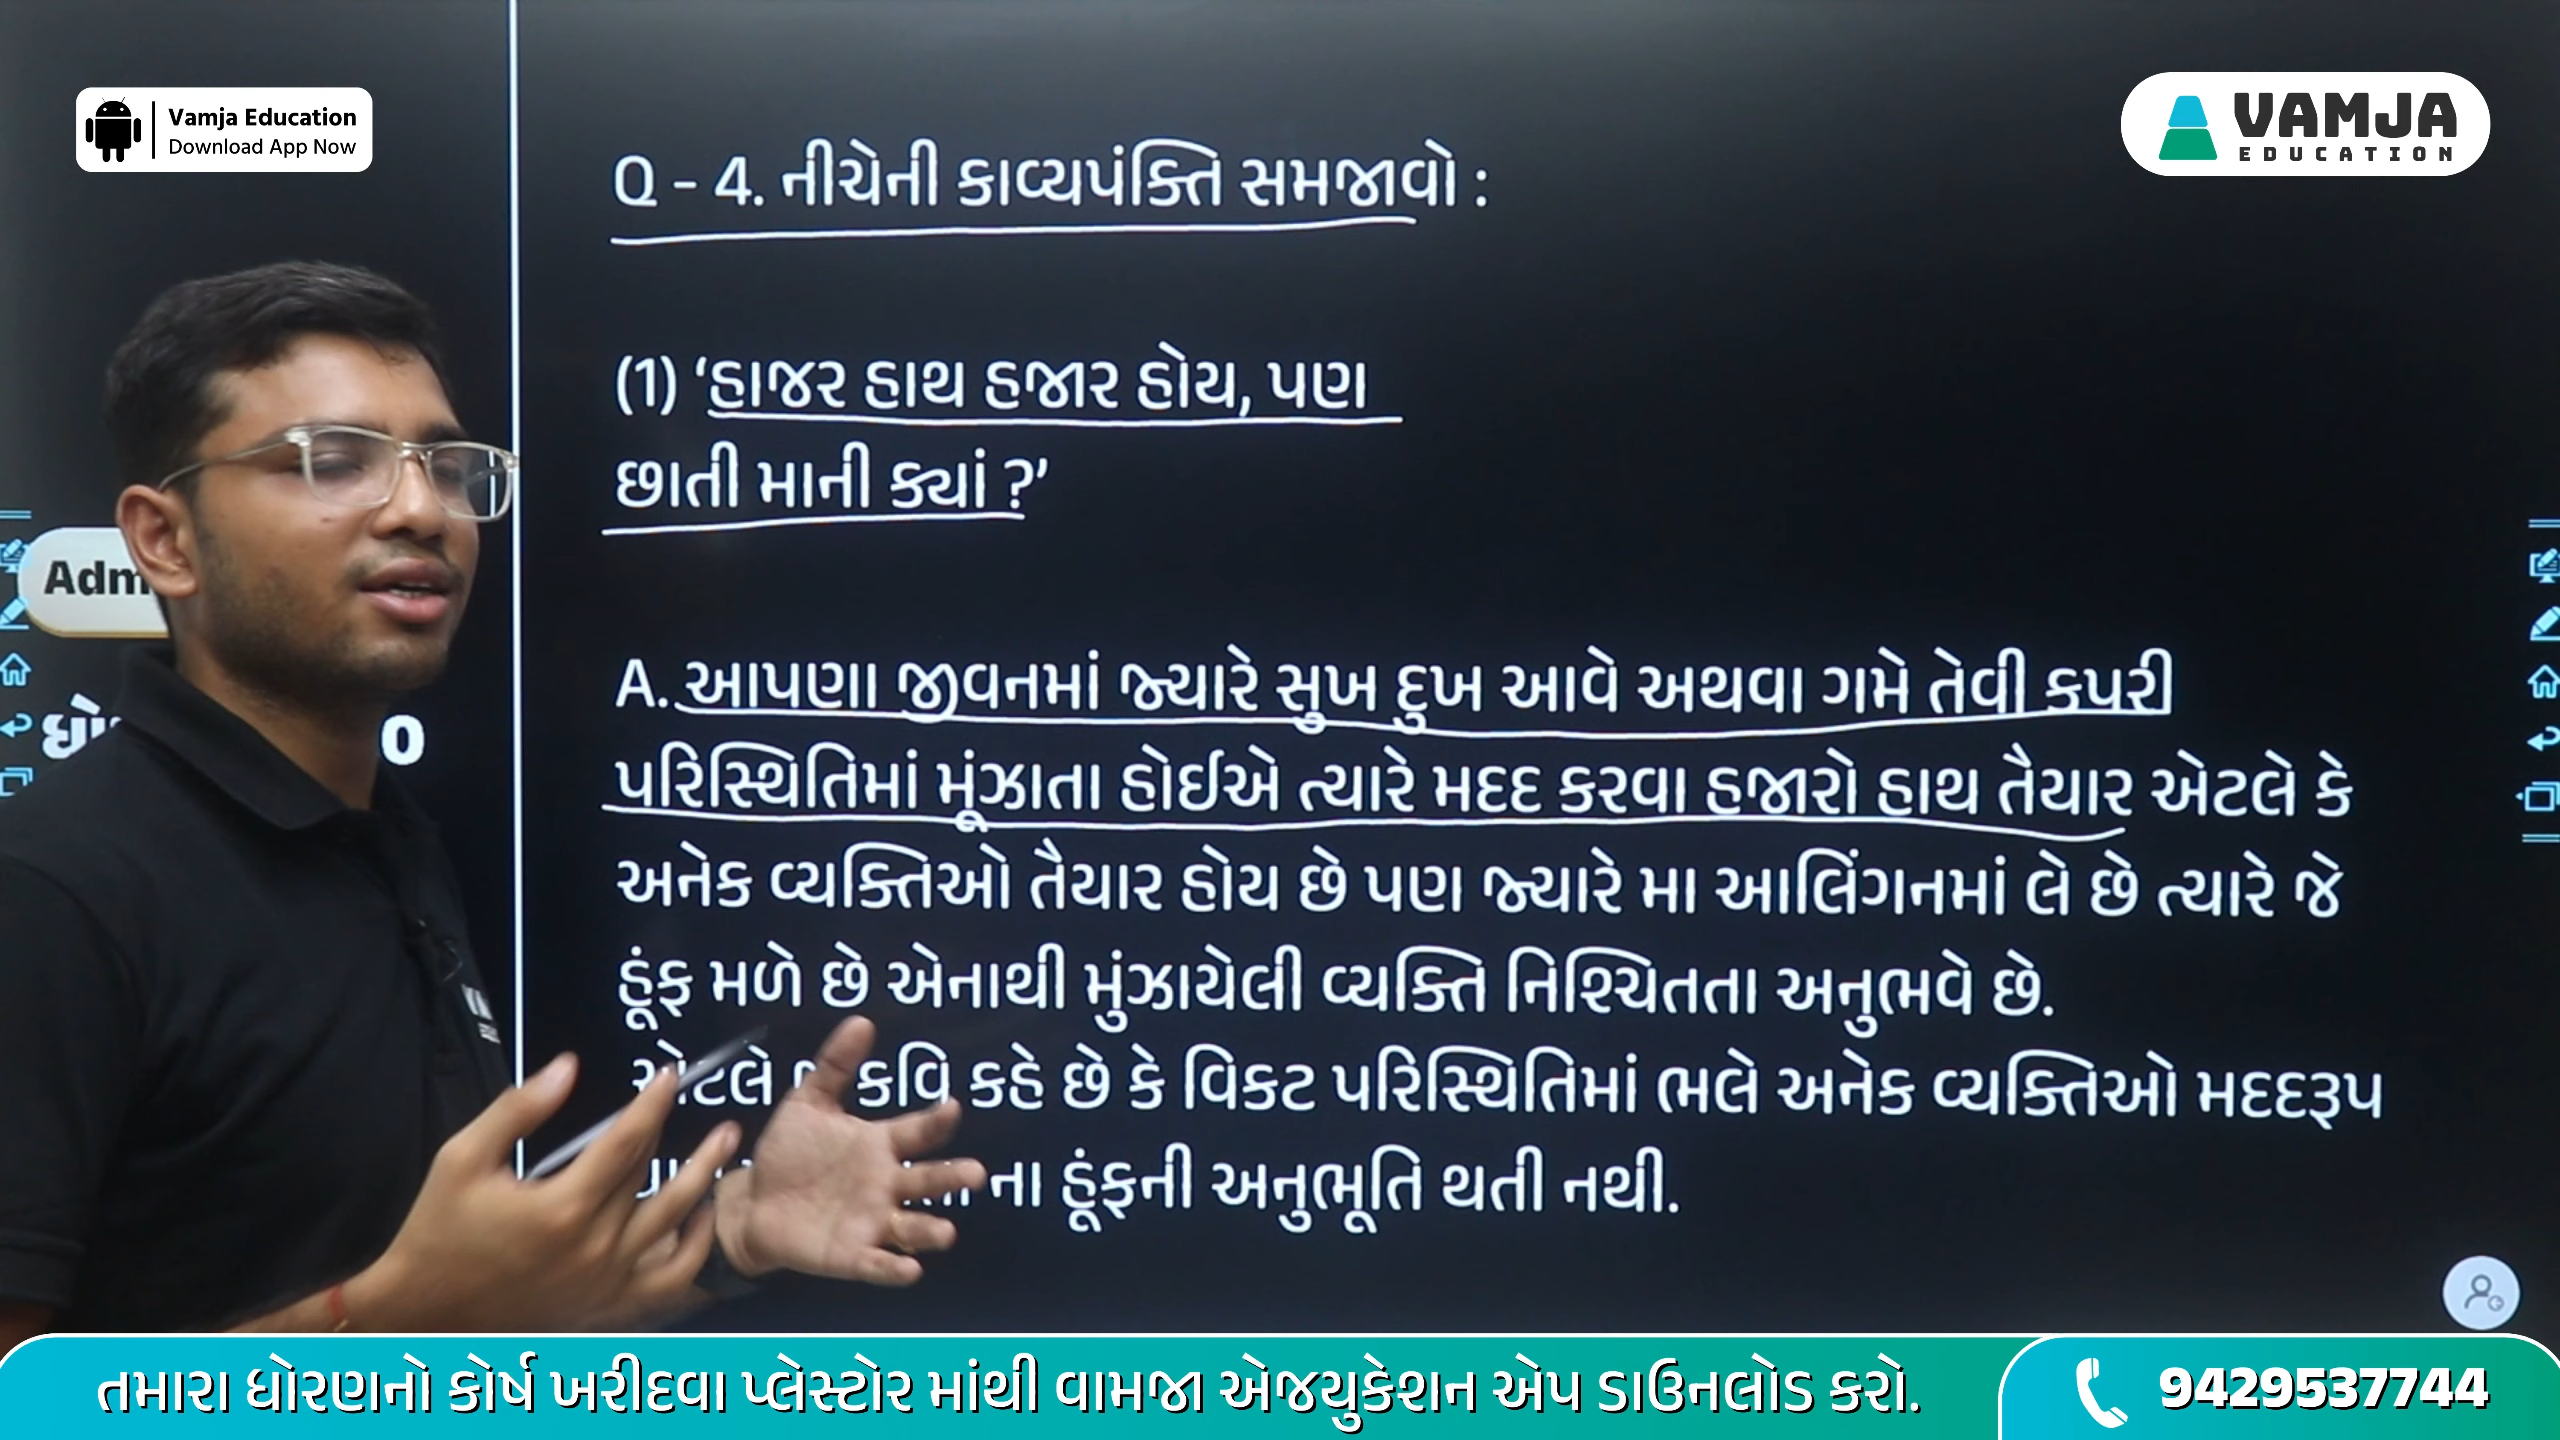 Vamja Education
Download App Now
VAMJA
EDUCATION
Q - 4. નીચેની કાવ્યપંક્તિ સમજાવો :
(1) ‘હાજર હાથ હજાર હોય, પણ
છાતી માની ક્યાં ?’
A. આપણા જીવનમાં જ્યારે સુખ દુખ આવે અથવા ગમે તેવી કપરી
પરિસ્થિતિમાં મૂંઝાતા હોઈએ ત્યારે મદદ કરવા હજારો હાથ તૈયાર એટલે કે
અનેક વ્યક્તિઓ તૈયાર હોય છે પણ જ્યારે મા આલિંગનમાં લે છે ત્યારે જે
હૂંફ મળે છે એનાથી મુંઝાયેલી વ્યક્તિ નિશ્ચિતતા અનુભવે છે.
એટલે કવિ કહે છે કે વિકટ પરિસ્થિતિમાં ભલે અનેક વ્યક્તિઓ મદદરૂપ
ના હૂંફની અનુભૂતિ થતી નથી.
તમારા ધોરણનો કોર્ષ ખરીદવા પ્લેસ્ટોર માંથી વામજા એજ્યુકેશન એપ ડાઉનલોડ કરો.
9429537744